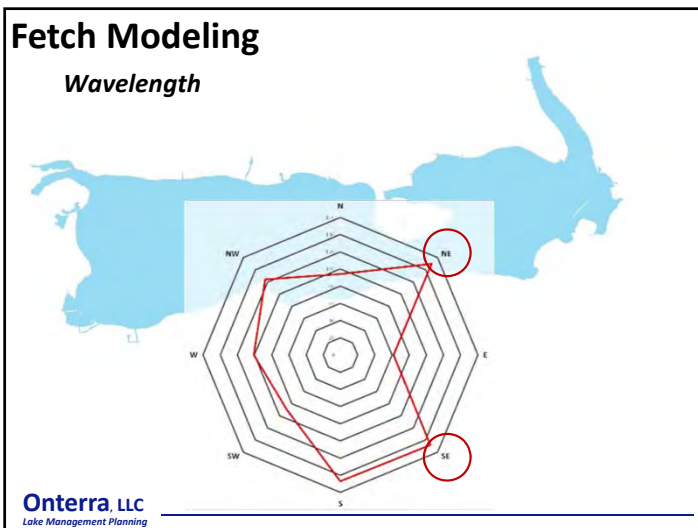 Fetch Modeling
Wavelength
N
NW
NE
W
E
SW
SE
S
Onterra, LLC
Lake Management Planning